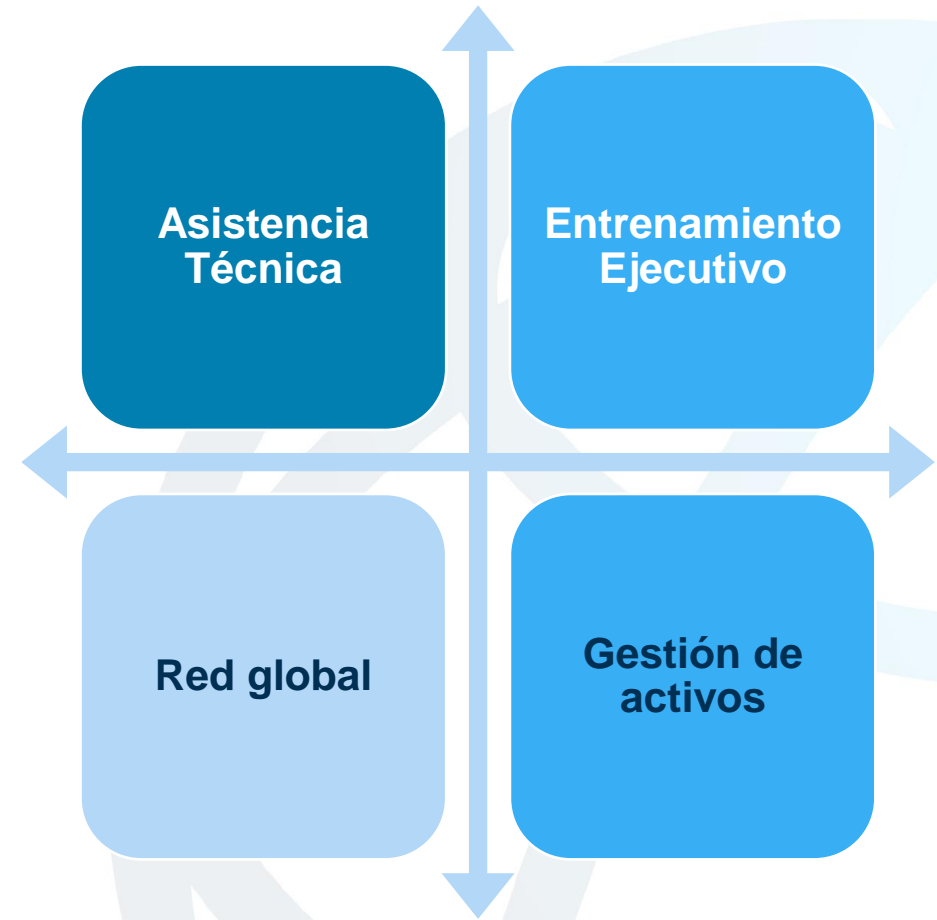 Asistencia
Técnica
Entrenamiento
Ejecutivo
Red global
Gestión de
activos